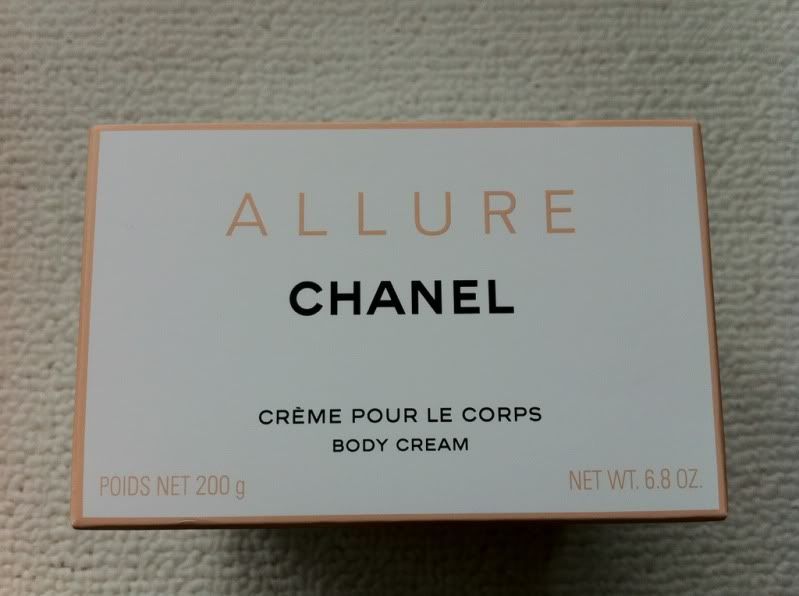 ALLURE
CHANEL
CRÈME POUR LE CORPS
BODY CREAM
POIDS NET 200 g
NET WT. 6.8 OZ.